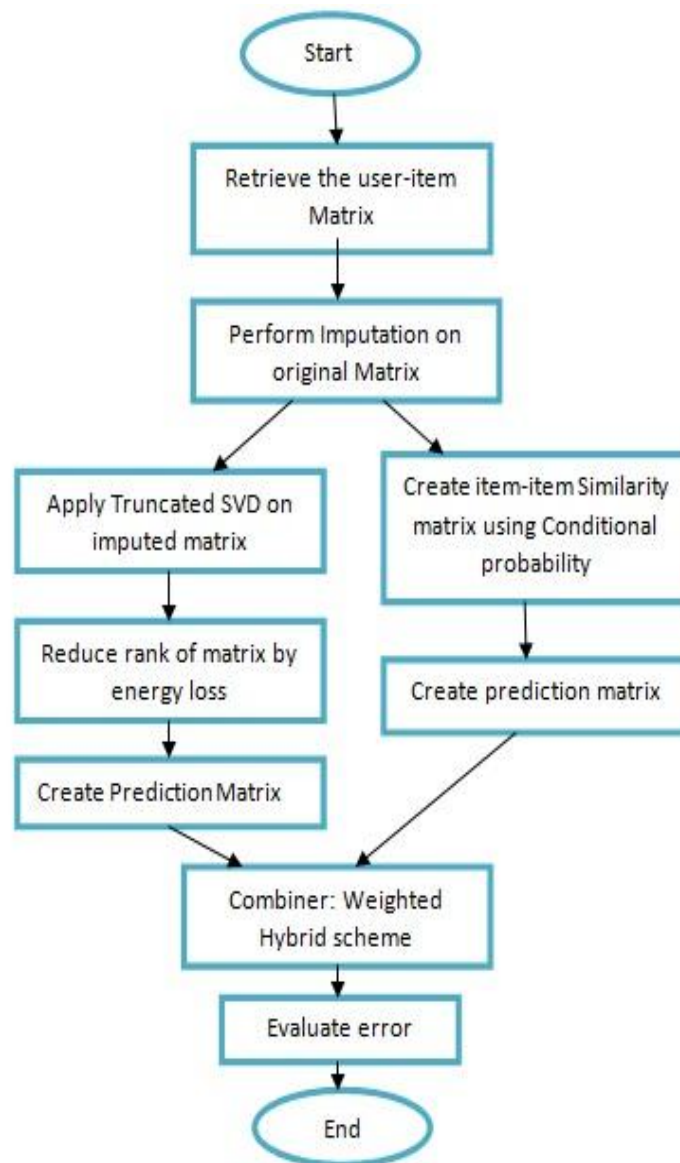 Start
Retrieve the user-item
Matrix
Perform Imputation on
original Matrix
Apply Truncated SVD on
imputed matrix
Reduce rank of matrix by
energy loss
Create Prediction Matrix
Create item-item Similarity
matrix using Conditional
probability
Create prediction matrix
Combiner: Weighted
Hybrid scheme
Evaluate error
End